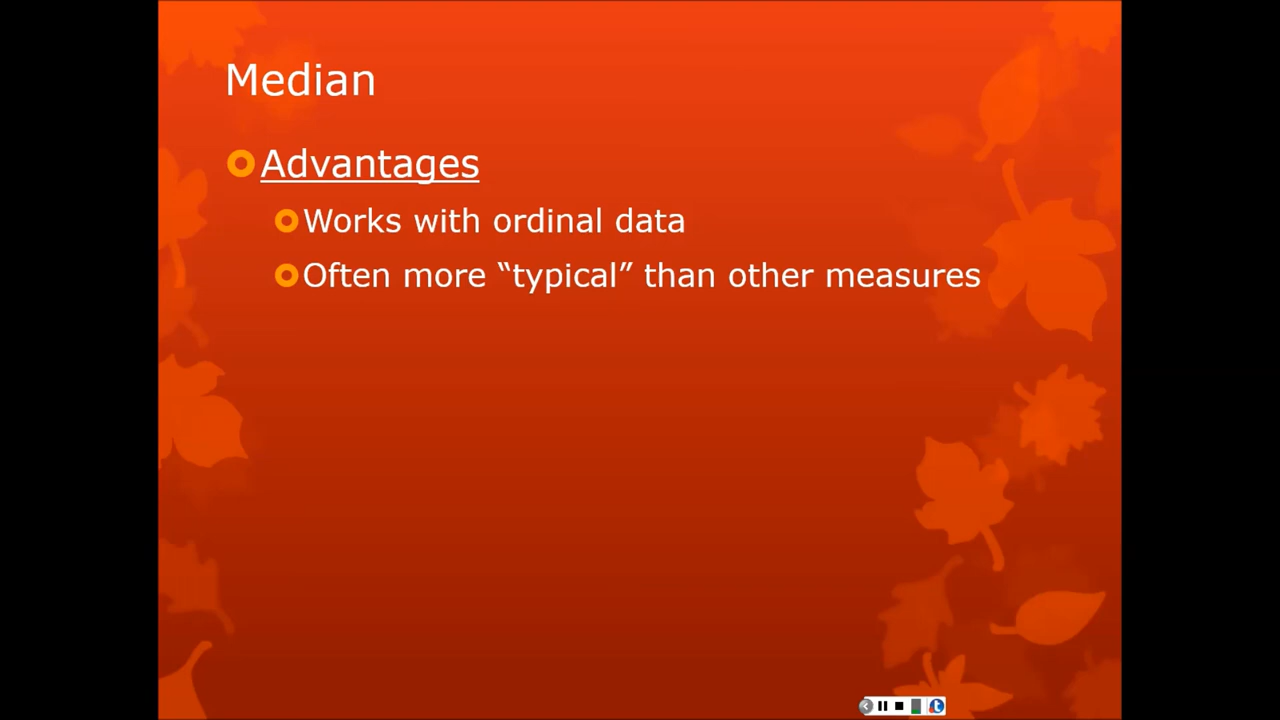 Median
Advantages
Works with ordinal data
Often more “typical” than other measures